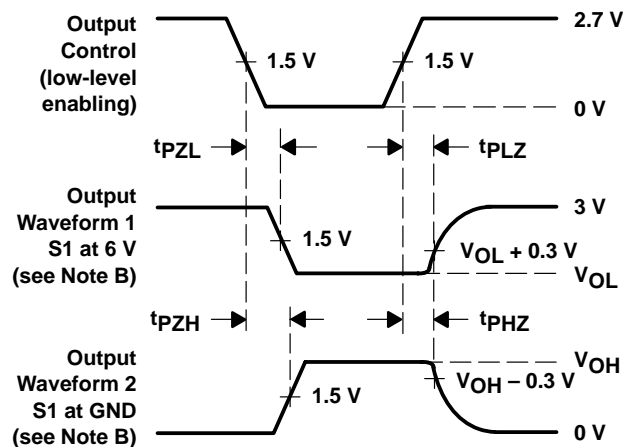 Output
Control
(low-level
enabling)
2.7 V
1.5 V
1.5 V
0 V
tPZL
tPLZ
Output
Waveform 1
S1 at 6 V
(see Note B)
3 V
1.5 V
VOL + 0.3 V
VOL
tPZH
tPHZ
Output
Waveform 2
S1 at GND
(see Note B)
VOH
1.5 V
VOH – 0.3 V
0 V